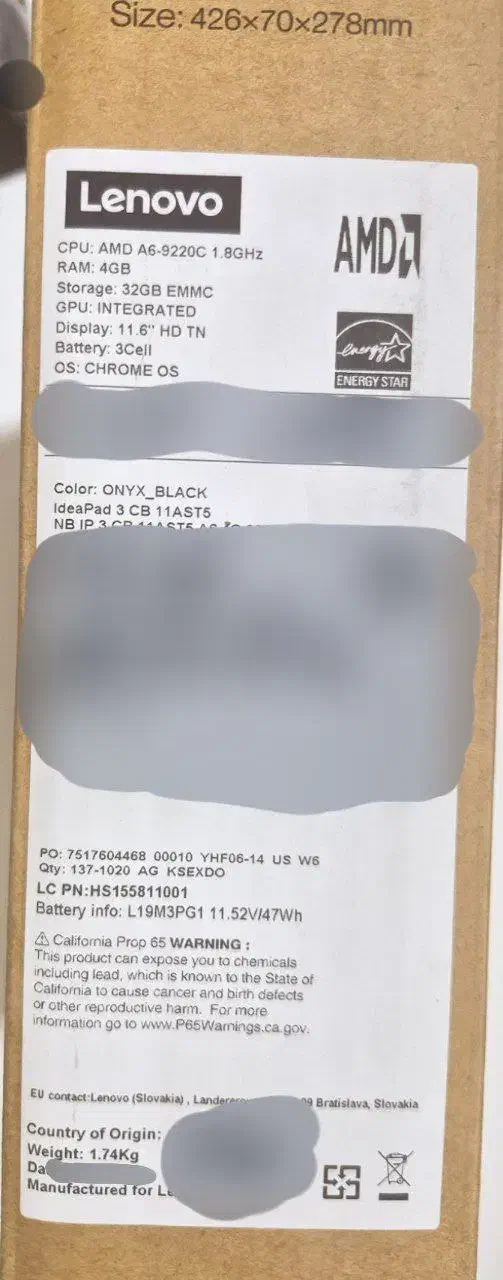 Size: 426×70×278mm
Lenovo
CPU: AMD A6-9220C 1.8GHz
RAM: 4GB
Storage: 32GB EMMC
GPU: INTEGRATED
Display: 11.6" HD TN
Battery: 3Cell
OS: CHROME OS
AMD
energy
ENERGY STAR
Color: ONYX_BLACK
IdeaPad 3 CB 11AST5
NB IP 3 CB 11AST5
PO: 7517604468 00010 YHF06-14 US W6
Qty: 137-1020 AG KSEXDO
LC PN:HS155811001
Battery info: L19M3PG1 11.52V/47Wh
⚠ California Prop 65 WARNING :
This product can expose you to chemicals
including lead, which is known to the State of
California to cause cancer and birth defects
or other reproductive harm. For more
information go to www.P65Warnings.ca.gov.
EU contact:Lenovo (Slovakia) , Bratislava, Slovakia
Country of Origin:
Weight: 1.74Kg
Manufactured for